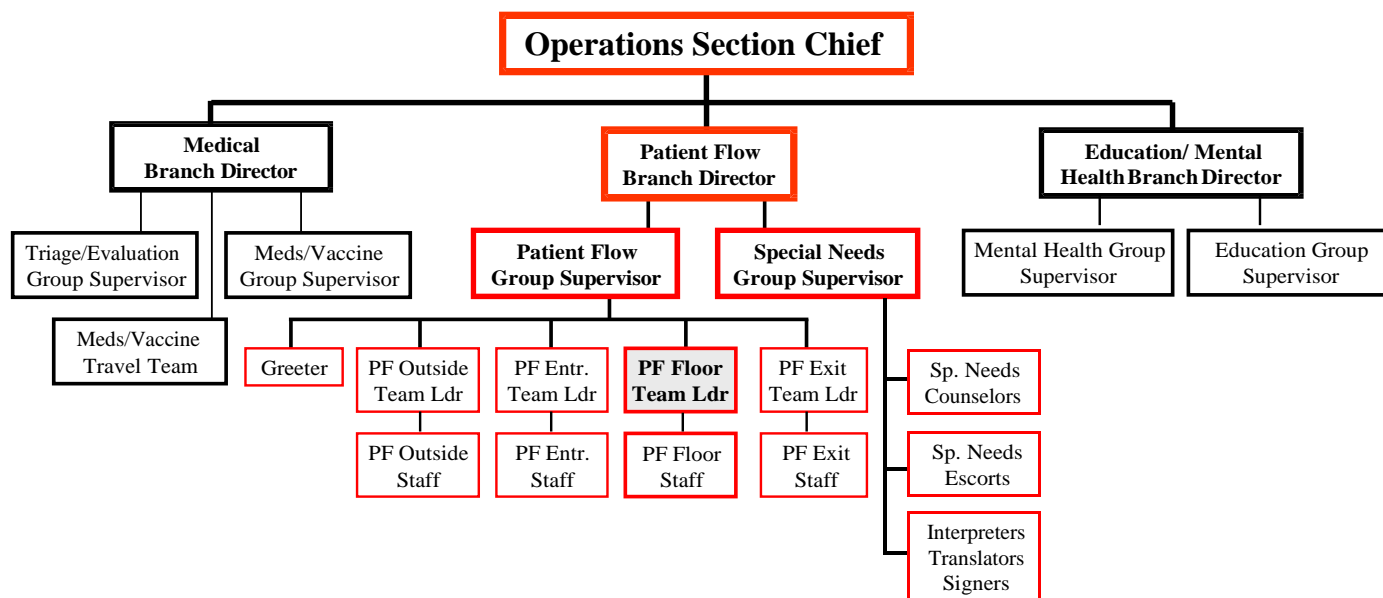 Operations Section Chief
Medical
Branch Director
Patient Flow
Branch Director
Education/ Mental
Health Branch Director
Triage/Evaluation
Group Supervisor
Meds/Vaccine
Group Supervisor
Meds/Vaccine
Travel Team
Patient Flow
Group Supervisor
Special Needs
Group Supervisor
Mental Health Group
Supervisor
Education Group
Supervisor
Greeter
PF Outside
Team Ldr
PF Entr.
Team Ldr
PF Floor
Team Ldr
PF Exit
Team Ldr
PF Outside
Staff
PF Entr.
Staff
PF Floor
Staff
PF Exit
Staff
Sp. Needs
Counselors
Sp. Needs
Escorts
Interpreters
Translators
Signers